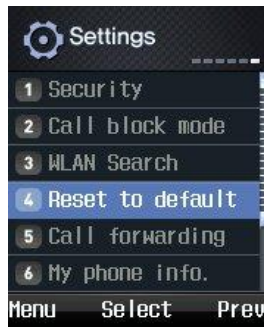 Settings
1 Security
2 Call block mode
3 WLAN Search
4 Reset to default
5 Call forwarding
6 My phone info.
Menu Select Prev